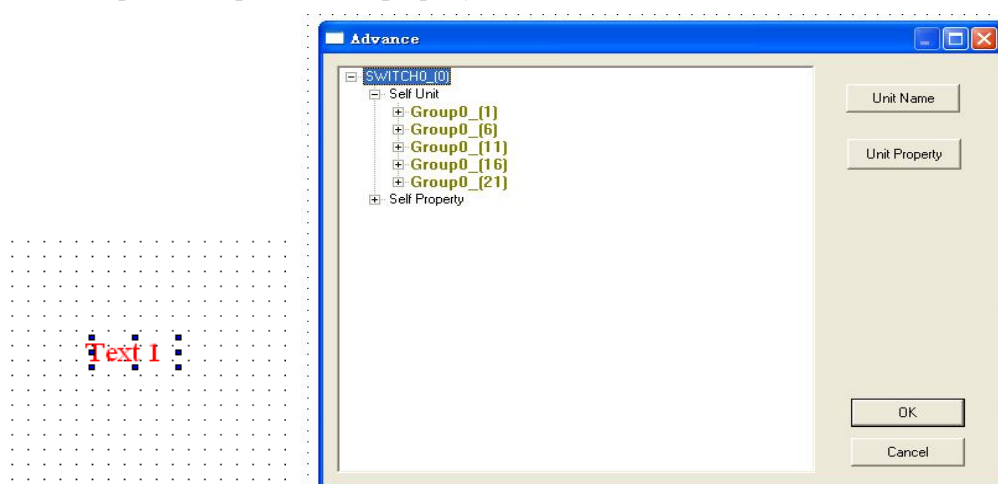 Advance
SWITCH0_(0)
Self Unit
Group0_(1)
Group0_(6)
Group0_(11)
Group0_(16)
Group0_(21)
Self Property
Unit Name
Unit Property
OK
Cancel
Text 1